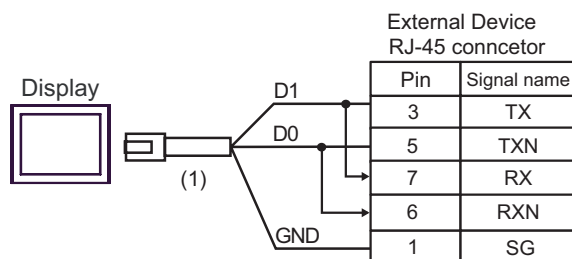 External Device
RJ-45 conncetor
Display
Pin Signal name
D1
3 TX
D0
5 TXN
(1)
7 RX
6 RXN
GND
1 SG